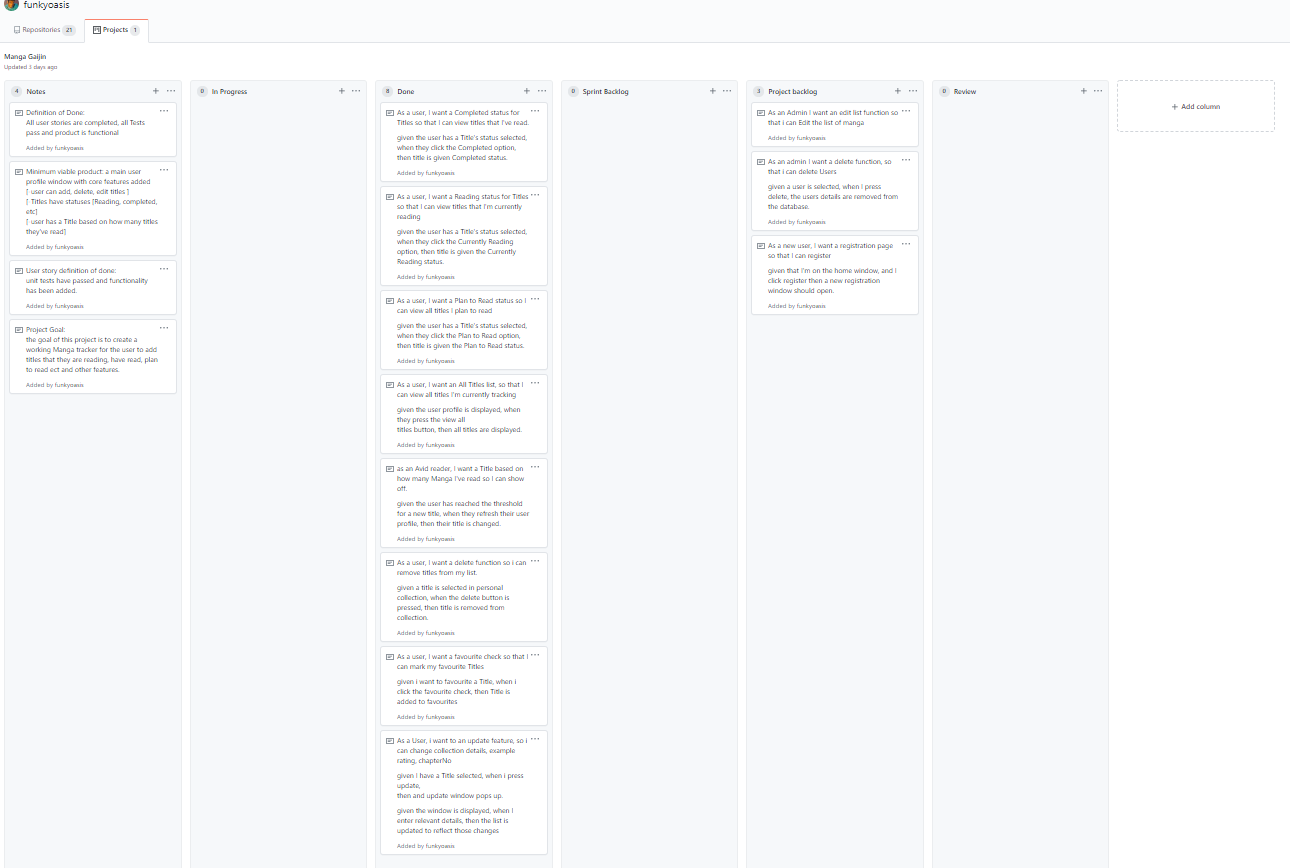 funkyoasis
Repositories 21
Projects 1
Manga Gaijin
Updated 3 days ago
4 Notes
Definition of Done:
All user stories are completed, all Tests
pass and product is functional
Added by funkyoasis
Minimum viable product: a main user
profile window with core features added
[ user can add, delete, edit titles ]
[ Titles have statuses [Reading, completed,
etc]
[ user has a Title based on how many titles
they've read]
Added by funkyoasis
User story definition of done:
unit tests have passed and functionality
has been added.
Added by funkyoasis
Project Goal:
the goal of this project is to create a
working Manga tracker for the user to add
titles that they are reading, have read, plan
to read ect and other features.
Added by funkyoasis
0 In Progress
8 Done
As a user, I want a Completed status for
Titles so that I can view titles that I've read.
given the user has a Title's status selected,
when they click the Completed option,
then title is given Completed status.
Added by funkyoasis
As a user, I want a Reading status for Titles
so that I can view titles that I'm currently
reading
given the user has a Title's status selected,
when they click the Currently Reading
option, then title is given the Currently
Reading status.
Added by funkyoasis
As a user, I want a Plan to Read status so I
can view all titles I plan to read
given the user has a Title's status selected,
when they click the Plan to Read option,
then title is given the Plan to Read status.
Added by funkyoasis
As a user, I want an All Titles list, so that I
can view all titles i'm currently tracking
given the user profile is displayed, when
they press the view all
titles button, then all titles are displayed.
Added by funkyoasis
as an Avid reader, I want a Title based on
how many Manga I've read so I can show
off.
given the user has reached the threshold
for a new title, when they refresh their user
profile, then their title is changed.
Added by funkyoasis
As a user, I want a delete function so i can
remove titles from my list.
given a title is selected in personal
collection, when the delete button is
pressed, then title is removed from
collection.
Added by funkyoasis
As a user, I want a favourite check so that I
can mark my favourite Titles
given i want to favourite a Title, when i
click the favourite check, then Title is
added to favourites
Added by funkyoasis
As a User, i want to an update feature, so i
can change collection details, example
rating, chapterNo
given I have a Title selected, when i press
update,
then and update window pops up.
given the window is displayed, when I
enter relevant details, then the list is
updated to reflect those changes
Added by funkyoasis
0 Sprint Backlog
3 Project backlog
As an Admin I want an edit list function so
that i can Edit the list of manga
Added by funkyoasis
As an admin I want a delete function, so
that i can delete Users
given a user is selected, when I press
delete, the users details are removed from
the database.
Added by funkyoasis
As a new user, I want a registration page
so that I can register
given that I'm on the home window, and I
click register then a new registration
window should open.
Added by funkyoasis
0 Review
+ Add column